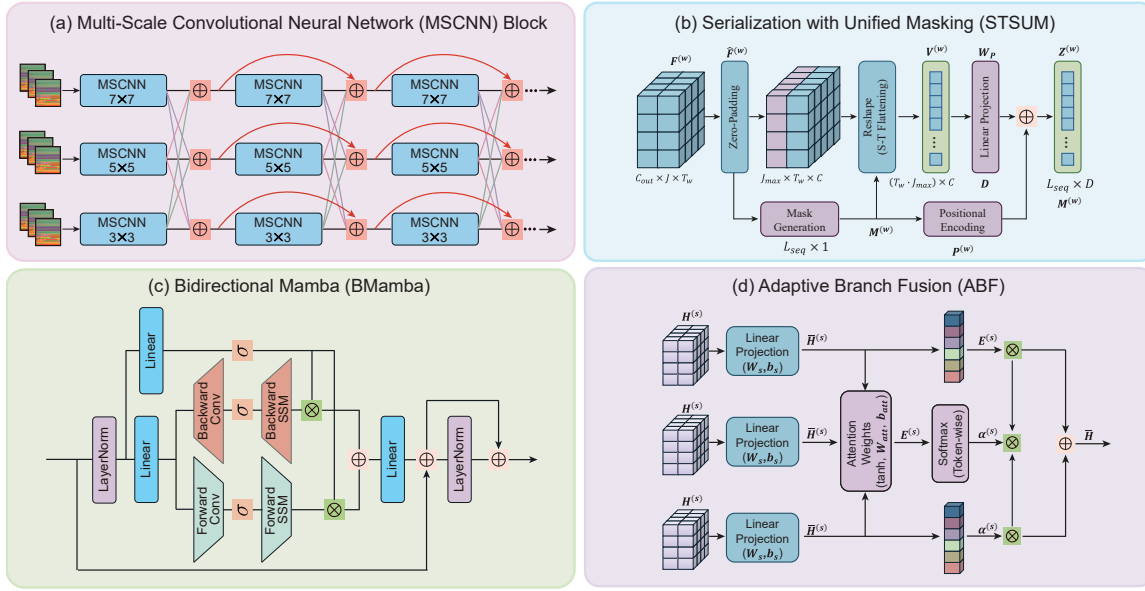 (a) Multi-Scale Convolutional Neural Network (MSCNN) Block
MSCNN
7×7
MSCNN
7×7
MSCNN
7×7
MSCNN
5×5
MSCNN
5×5
MSCNN
5×5
MSCNN
3×3
MSCNN
3×3
MSCNN
3×3
(b) Serialization with Unified Masking (STSUM)
F^(w)
F̂^(w)
V^(w)
W_P
Z^(w)
Zero-Padding
Reshape
(S-T Flattening)
Linear Projection
C_out × J × T_w
J_max × T_w × C
(T_w · J_max) × C
D
L_seq × D
M^(w)
Mask
Generation
M^(w)
Positional
Encoding
L_seq × 1
P^(w)
(c) Bidirectional Mamba (BMamba)
Linear
σ
Backward
Conv
σ
Backward
SSM
LayerNorm
Linear
Linear
LayerNorm
Forward
Conv
σ
Forward
SSM
(d) Adaptive Branch Fusion (ABF)
H^(s)
Linear
Projection
(W_s,b_s)
H̄^(s)
E^(s)
H^(s)
Linear
Projection
(W_s,b_s)
H̄^(s)
Attention
Weights
(tanh, W_att, b_att)
E^(s)
Softmax
(Token-wise)
α^(s)
H̄
H^(s)
Linear
Projection
(W_s,b_s)
H̄^(s)
α^(s)